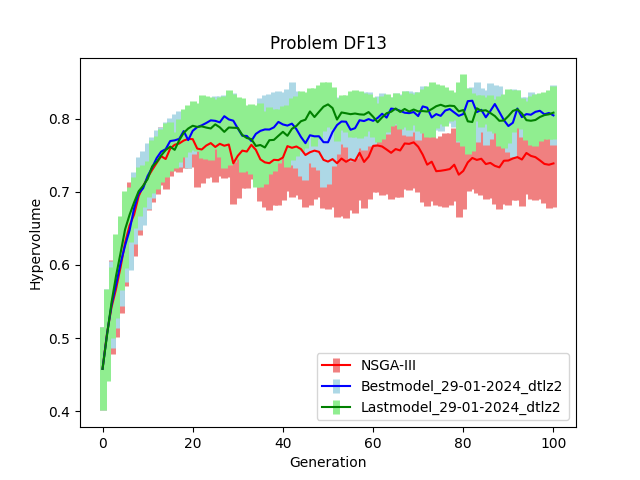 Problem DF13
Hypervolume
0.8
0.7
0.6
0.5
0.4
NSGA-III
Bestmodel_29-01-2024_dtlz2
Lastmodel_29-01-2024_dtlz2
0 20 40 60 80 100
Generation